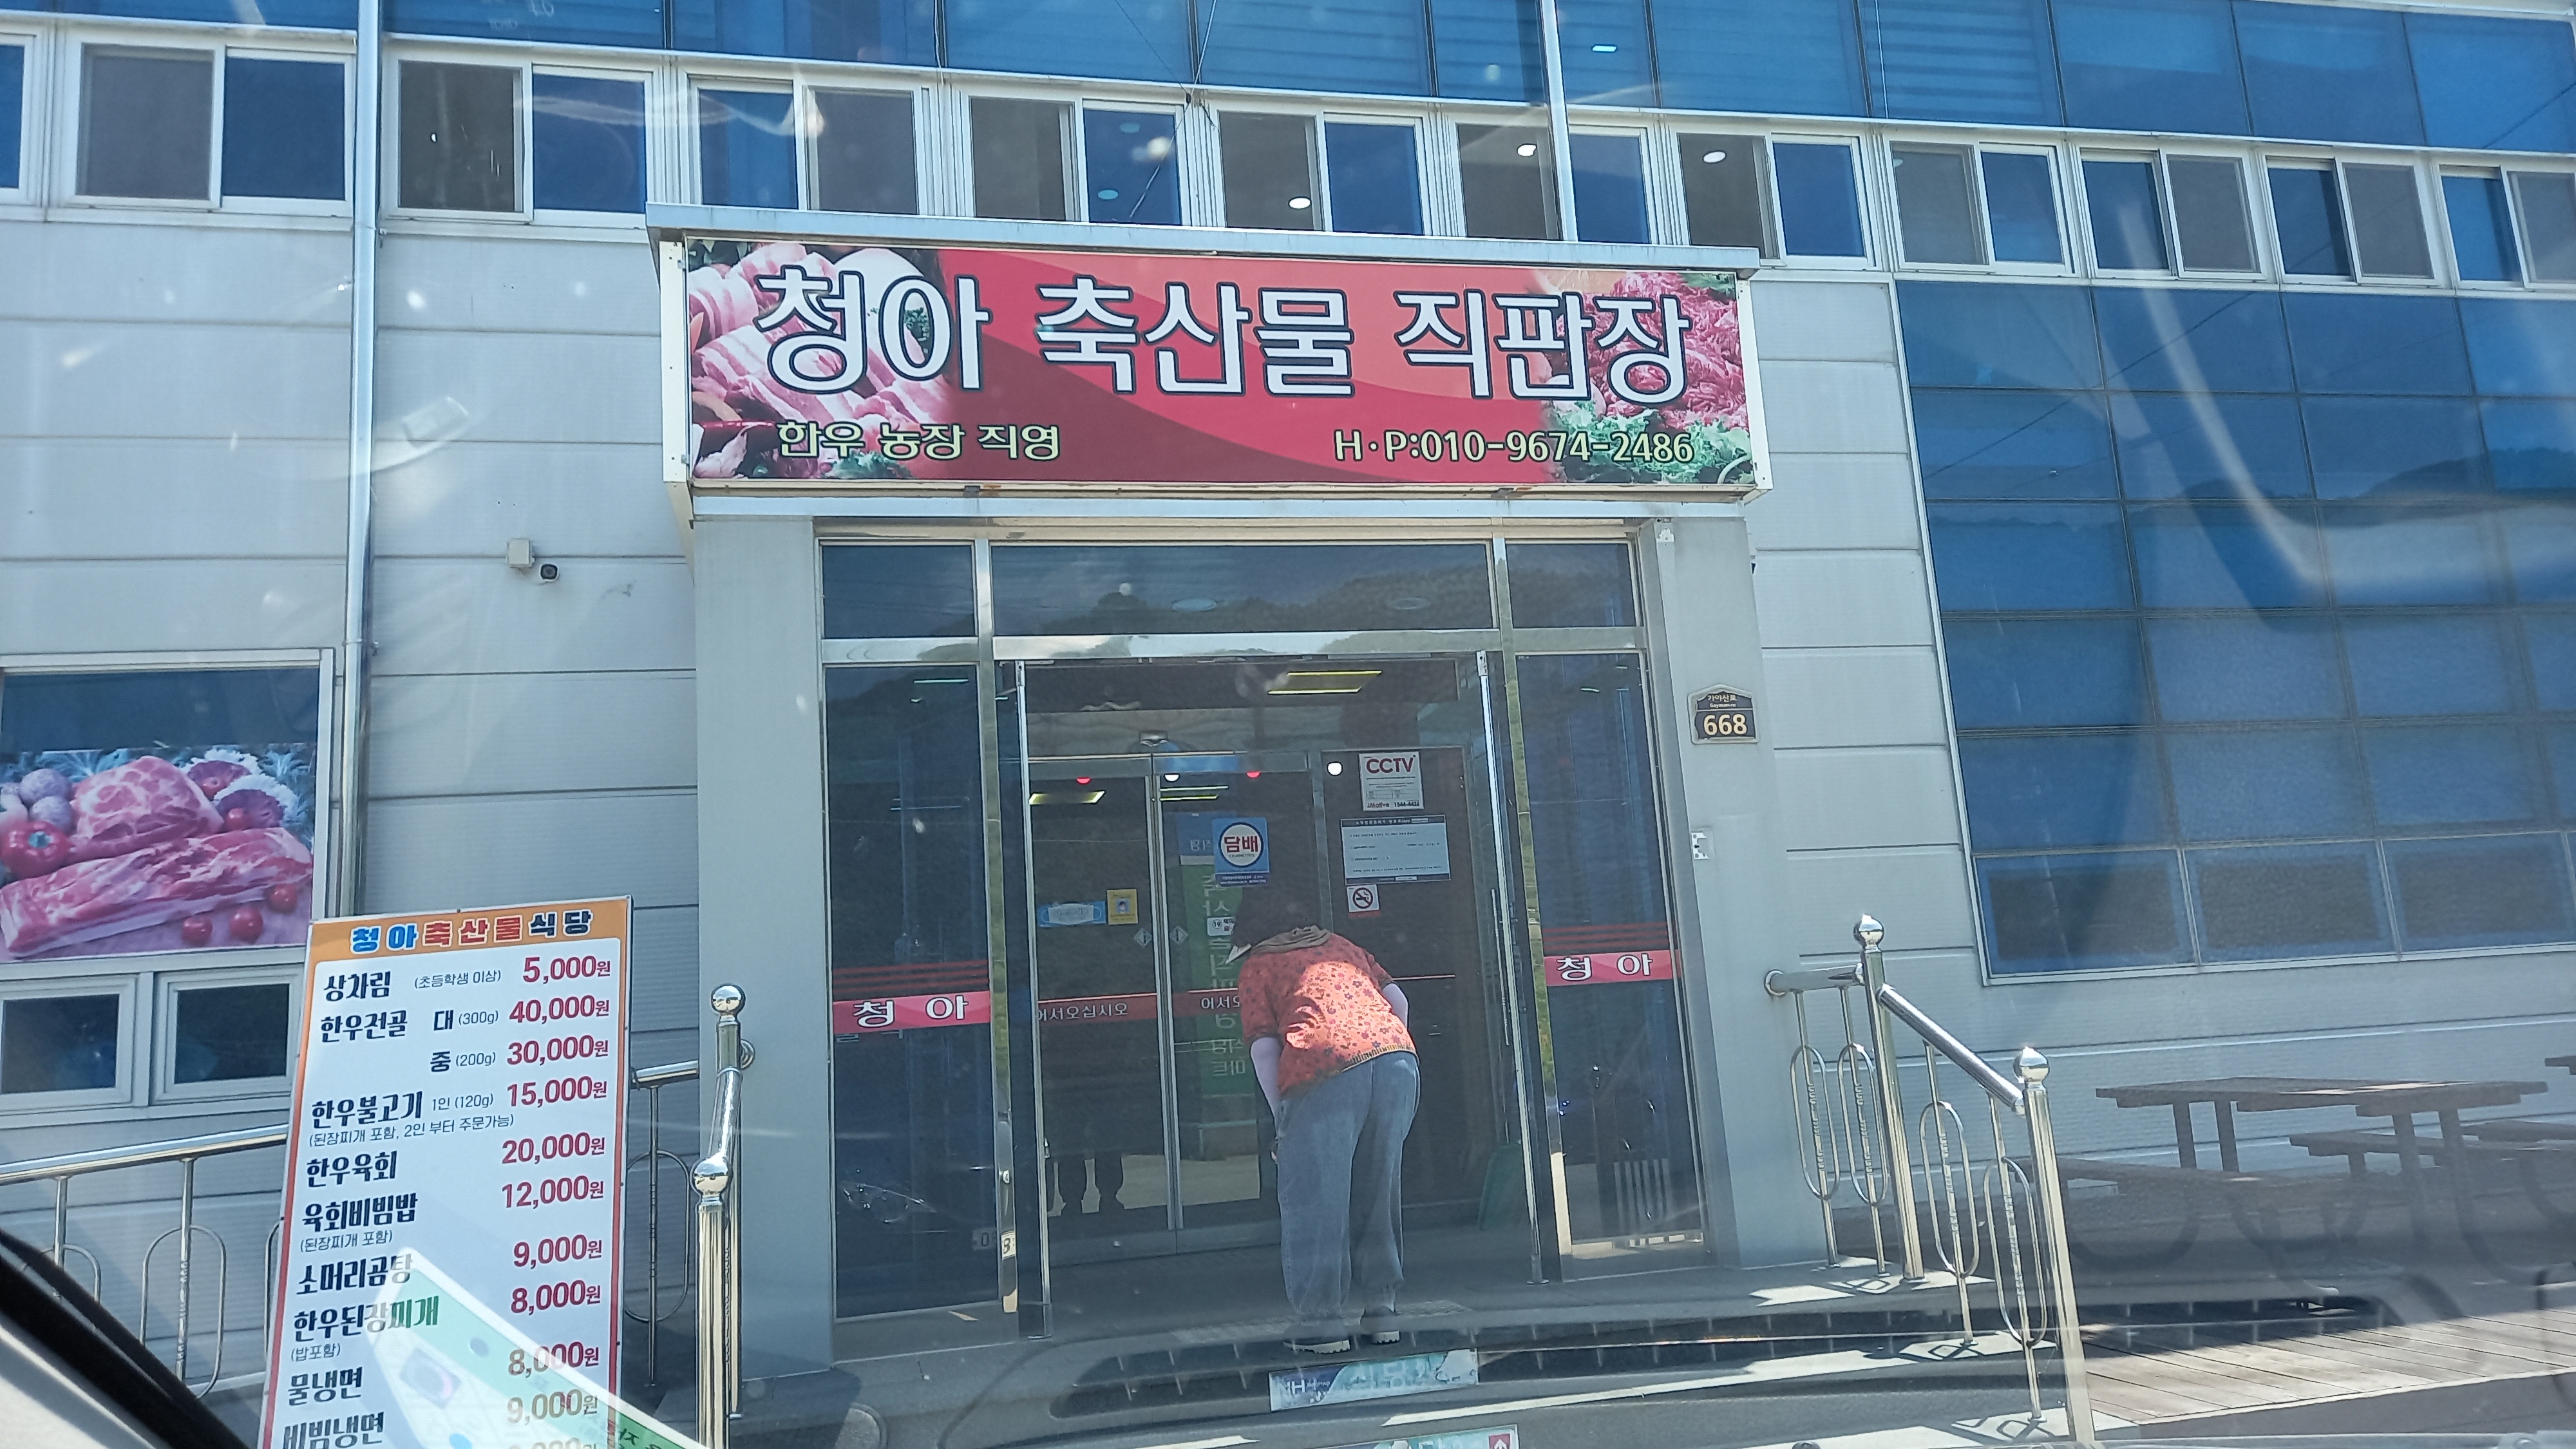 청아 축산물 직판장
한우 농장 직영
H·P:010-9674-2486
가야산로
668
CCTV
담배
어서오십시오
어서오
청 아
청 아
청아축산물식당
상차림 (초등학생 이상) 5,000원
한우전골 대 (300g) 40,000원
중 (200g) 30,000원
한우불고기 1인 (120g) 15,000원
(된장찌개 포함, 2인 부터 주문가능)
한우육회 20,000원
육회비빔밥 12,000원
(된장찌개 포함)
소머리곰탕 9,000원
한우된장찌개 8,000원
(밥포함)
물냉면 8,000원
비빔냉면 9,000원
NH